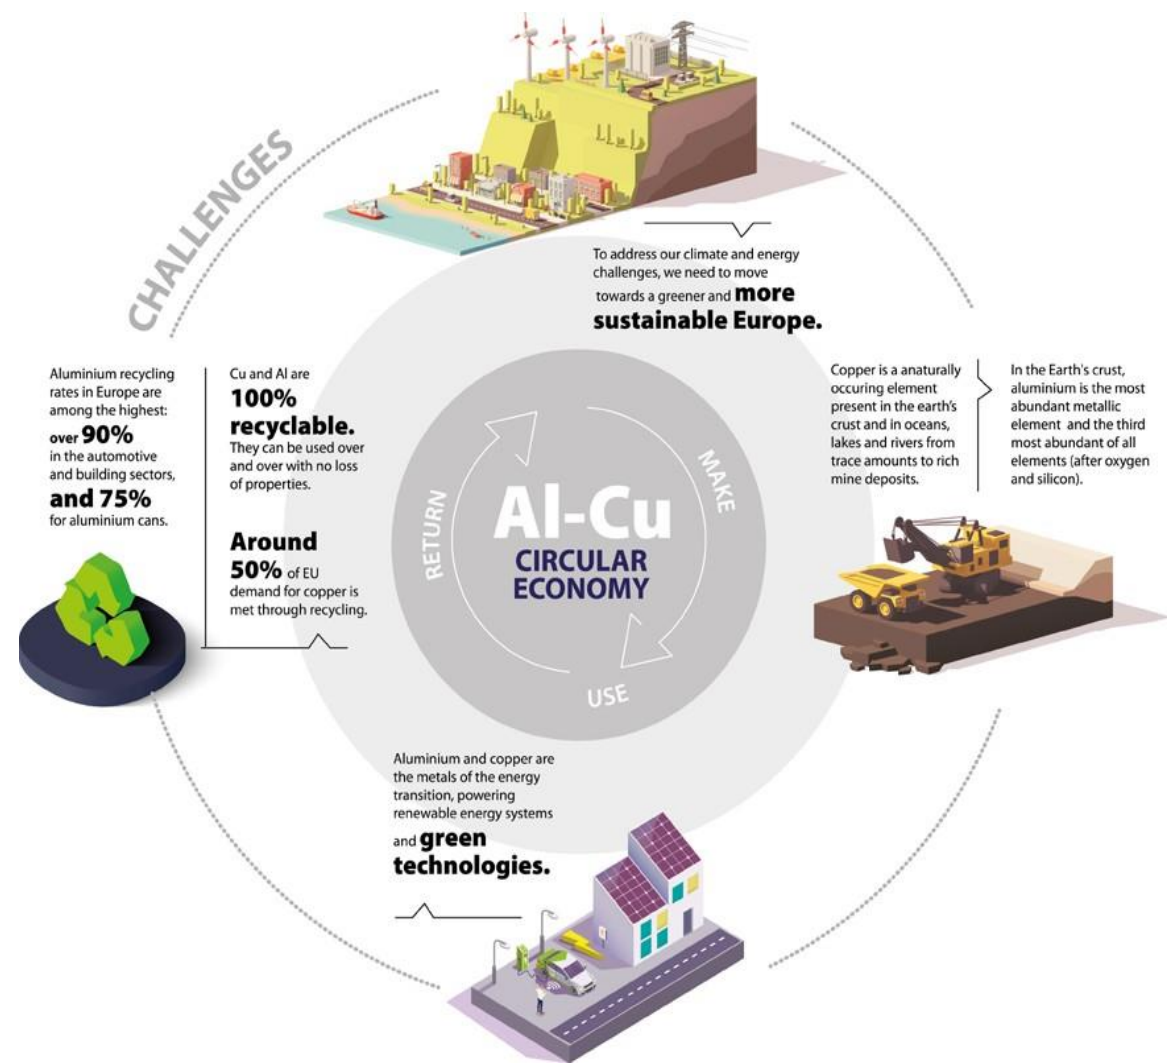 CHALLENGES
To address our climate and energy
challenges, we need to move
towards a greener and more
sustainable Europe.
Aluminium recycling
rates in Europe are
among the highest:
over 90%
in the automotive
and building sectors,
and 75%
for aluminium cans.
Cu and Al are
100%
recyclable.
They can be used over
and over with no loss
of properties.
Around
50% of EU
demand for copper is
met through recycling.
RETURN
MAKE
USE
Al-Cu
CIRCULAR
ECONOMY
Copper is a anaturally
occuring element
present in the earth's
crust and in oceans,
lakes and rivers from
trace amounts to rich
mine deposits.
In the Earth's crust,
aluminium is the most
abundant metallic
element and the third
most abundant of all
elements (after oxygen
and silicon).
Aluminium and copper are
the metals of the energy
transition, powering
renewable energy systems
and green
technologies.